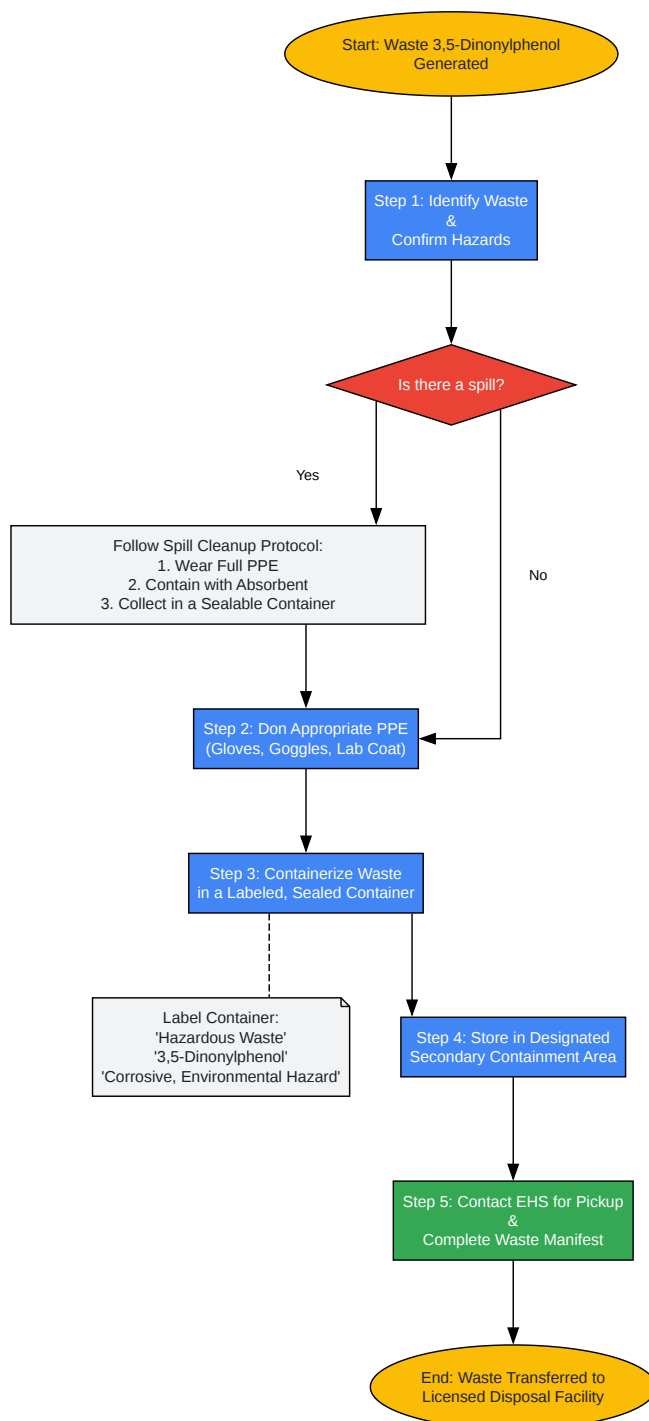 Start: Waste 3,5-Dinonylphenol
Generated
Step 1: Identify Waste
&
Confirm Hazards
Is there a spill?
Yes
Follow Spill Cleanup Protocol:
1. Wear Full PPE
2. Contain with Absorbent
3. Collect in a Sealable Container
No
Step 2: Don Appropriate PPE
(Gloves, Goggles, Lab Coat)
Step 3: Containerize Waste
in a Labeled, Sealed Container
Label Container:
'Hazardous Waste'
'3,5-Dinonylphenol'
'Corrosive, Environmental Hazard'
Step 4: Store in Designated
Secondary Containment Area
Step 5: Contact EHS for Pickup
&
Complete Waste Manifest
End: Waste Transferred to
Licensed Disposal Facility